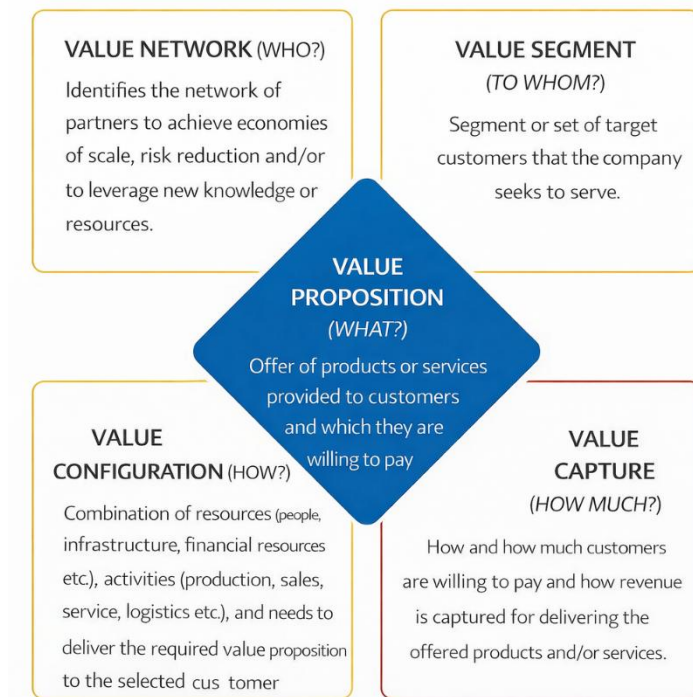 VALUE NETWORK (WHO?)
Identifies the network of
partners to achieve economies
of scale, risk reduction and/or
to leverage new knowledge or
resources.
VALUE SEGMENT
(TO WHOM?)
Segment or set of target
customers that the company
seeks to serve.
VALUE
PROPOSITION
(WHAT?)
Offer of products or services
provided to customers
and which they are
willing to pay
VALUE
CONFIGURATION (HOW?)
Combination of resources (people,
infrastructure, financial resources
etc.), activities (production, sales,
service, logistics etc.), and needs to
deliver the required value proposition
to the selected cus tomer
VALUE
CAPTURE
(HOW MUCH?)
How and how much customers
are willing to pay and how revenue
is captured for delivering the
offered products and/or services.